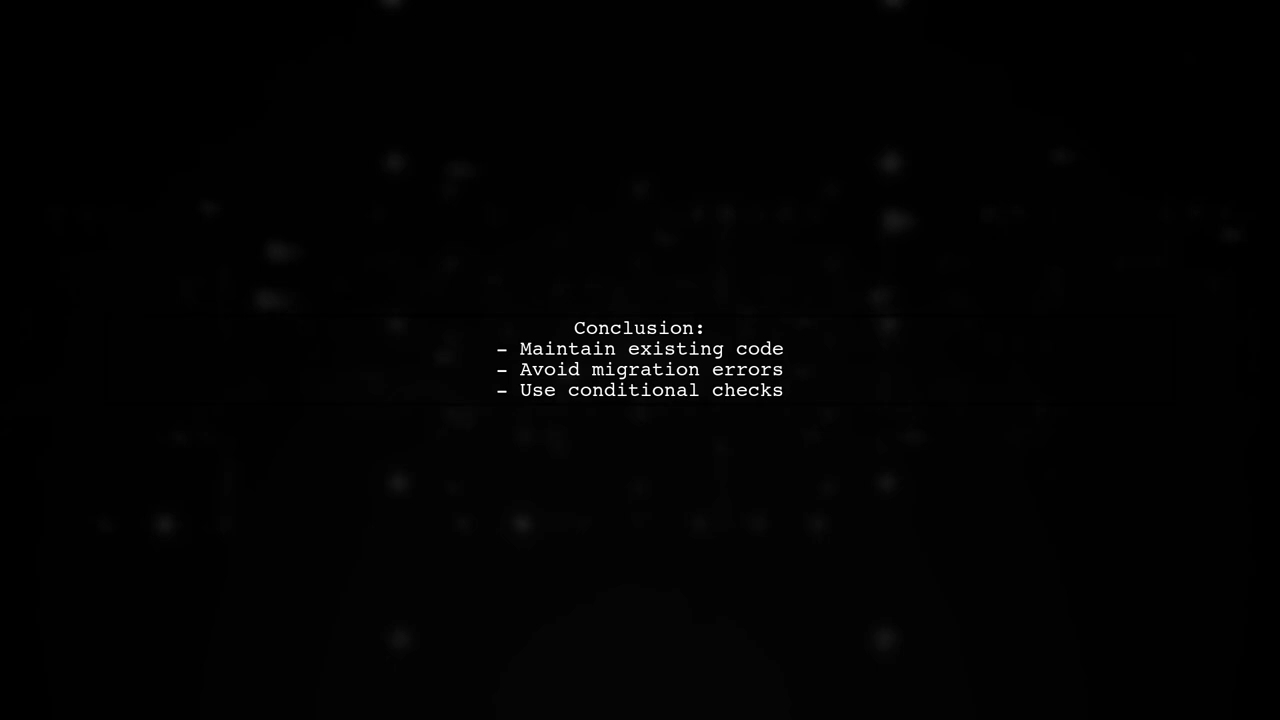 Conclusion:
- Maintain existing code
- Avoid migration errors
- Use conditional checks